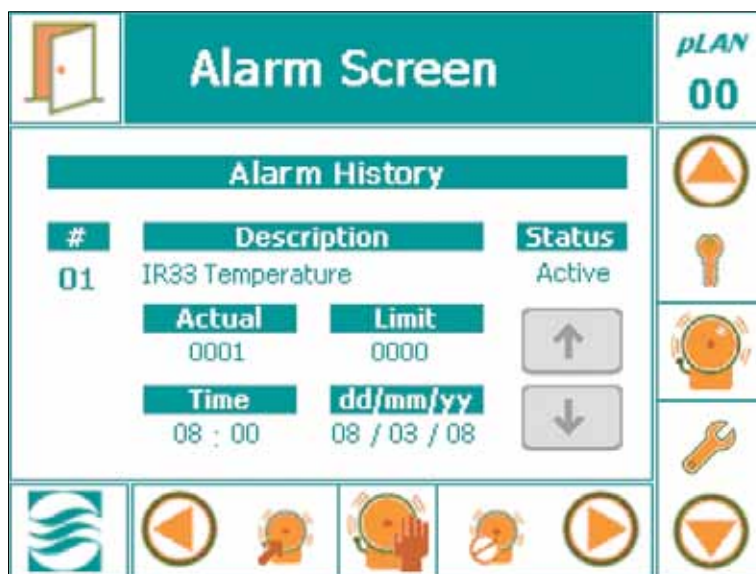 Alarm Screen
pLAN
00
Alarm History
# Description Status
01 IR33 Temperature Active
Actual Limit
0001 0000
Time dd/mm/yy
08 : 00 08 / 03 / 08